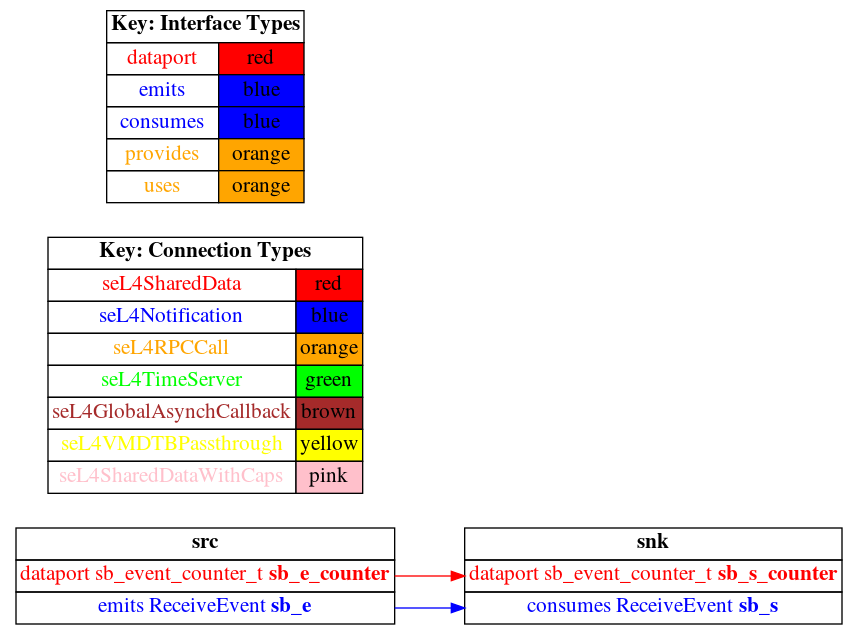 Key: Interface Types
dataport red
emits blue
consumes blue
provides orange
uses orange
Key: Connection Types
seL4SharedData red
seL4Notification blue
seL4RPCCall orange
seL4TimeServer green
seL4GlobalAsynchCallback brown
seL4VMDTBPassthrough yellow
seL4SharedDataWithCaps pink
src snk
dataport sb_event_counter_t sb_e_counter dataport sb_event_counter_t sb_s_counter
emits ReceiveEvent sb_e consumes ReceiveEvent sb_s